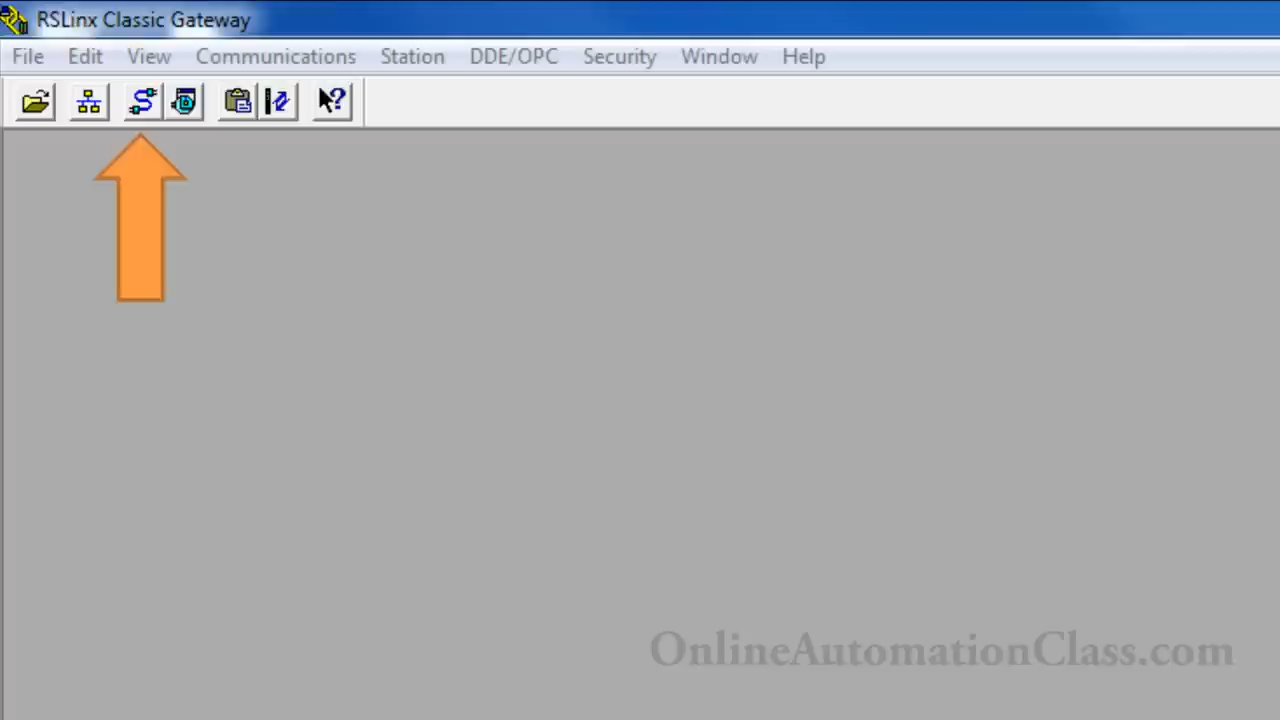 RSLinx Classic Gateway
File Edit View Communications Station DDE/OPC Security Window Help
OnlineAutomationClass.com